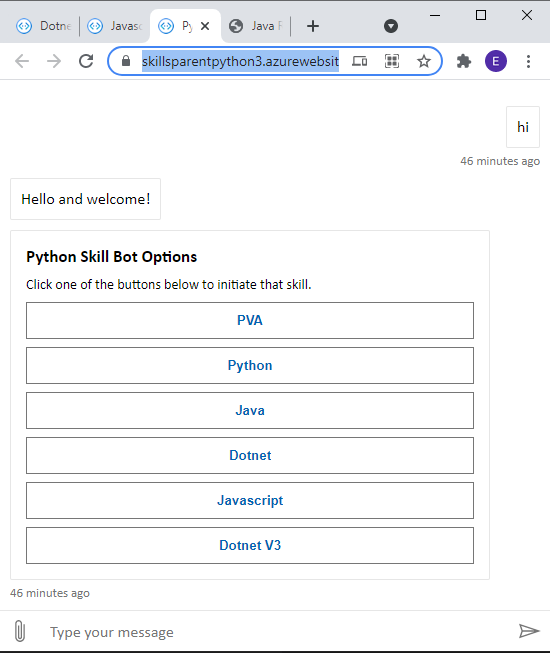 Dotne
Javasc
Py
Java F
skillsparentpython3.azurewebsit
E
hi
46 minutes ago
Hello and welcome!
Python Skill Bot Options
Click one of the buttons below to initiate that skill.
PVA
Python
Java
Dotnet
Javascript
Dotnet V3
46 minutes ago
Type your message